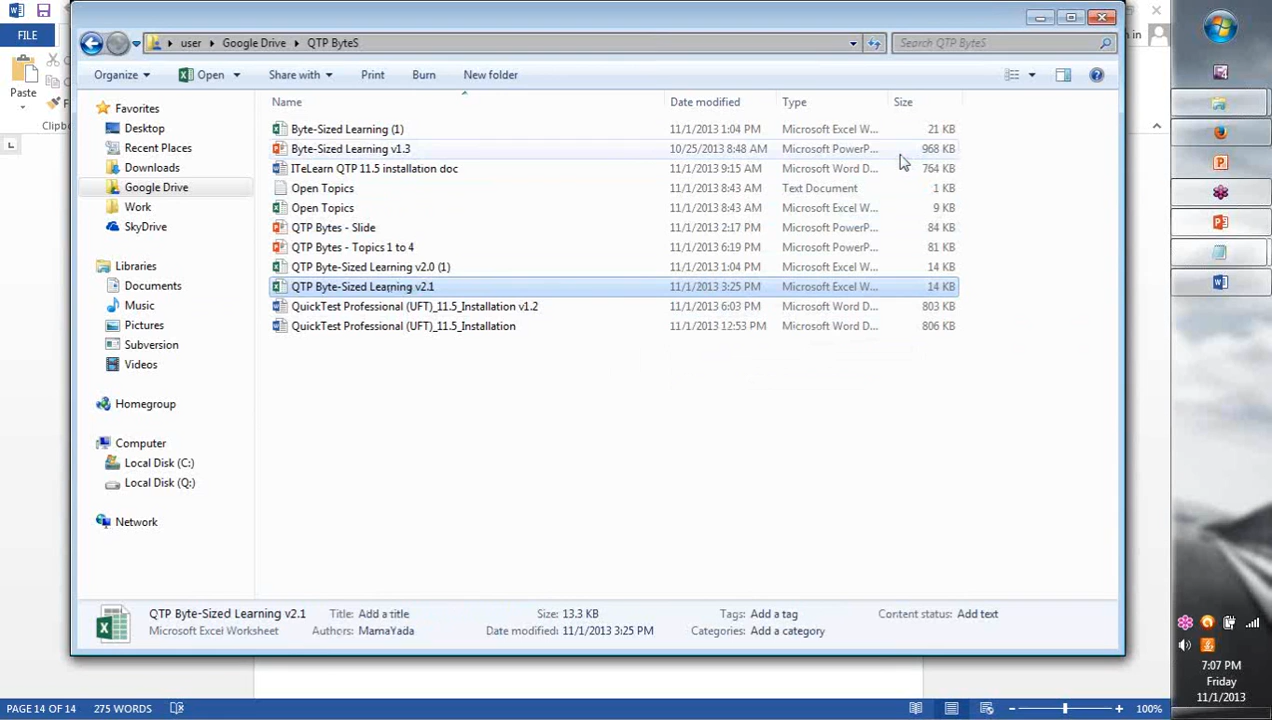 FILE
in
Paste
Clipbo
user Google Drive QTP ByteS
Search QTP ByteS
Organize Open Share with Print Burn New folder
Favorites
Desktop
Recent Places
Downloads
Google Drive
Work
SkyDrive
Libraries
Documents
Music
Pictures
Subversion
Videos
Homegroup
Computer
Local Disk (C:)
Local Disk (Q:)
Network
Name Date modified Type Size
Byte-Sized Learning (1) 11/1/2013 1:04 PM Microsoft Excel W... 21 KB
Byte-Sized Learning v1.3 10/25/2013 8:48 AM Microsoft PowerP... 968 KB
ITeLearn QTP 11.5 installation doc 11/1/2013 9:15 AM Microsoft Word D... 764 KB
Open Topics 11/1/2013 8:43 AM Text Document 1 KB
Open Topics 11/1/2013 8:43 AM Microsoft Excel W... 9 KB
QTP Bytes - Slide 11/1/2013 2:17 PM Microsoft PowerP... 84 KB
QTP Bytes - Topics 1 to 4 11/1/2013 6:19 PM Microsoft PowerP... 81 KB
QTP Byte-Sized Learning v2.0 (1) 11/1/2013 1:04 PM Microsoft Excel W... 14 KB
QTP Byte-Sized Learning v2.1 11/1/2013 3:25 PM Microsoft Excel W... 14 KB
QuickTest Professional (UFT)_11.5_Installation v1.2 11/1/2013 6:03 PM Microsoft Word D... 803 KB
QuickTest Professional (UFT)_11.5_Installation 11/1/2013 12:53 PM Microsoft Word D... 806 KB
QTP Byte-Sized Learning v2.1 Title: Add a title Size: 13.3 KB Tags: Add a tag Content status: Add text
Microsoft Excel Worksheet Authors: MamaYada Date modified: 11/1/2013 3:25 PM Categories: Add a category
PAGE 14 OF 14 275 WORDS 100%
7:07 PM
Friday
11/1/2013